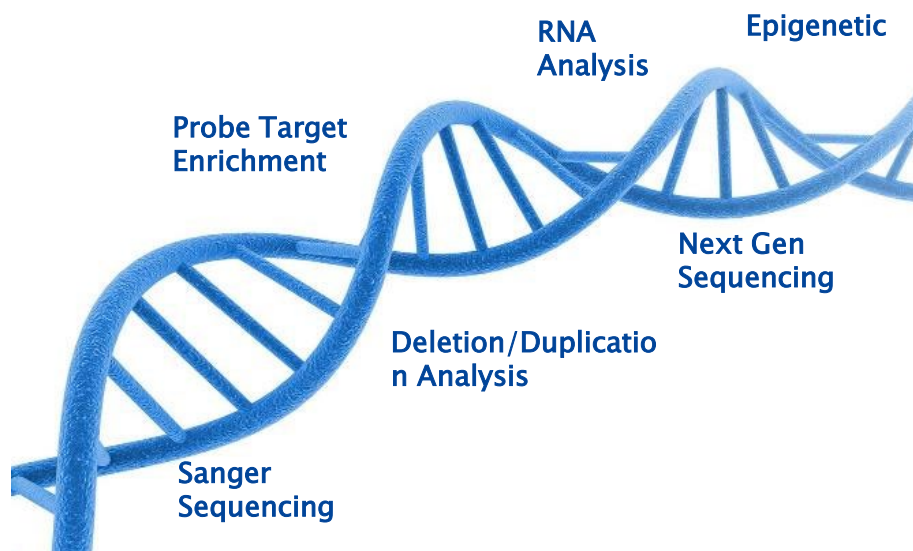 RNA
Analysis
Epigenetic
Probe Target
Enrichment
Next Gen
Sequencing
Deletion/Duplicatio
n Analysis
Sanger
Sequencing